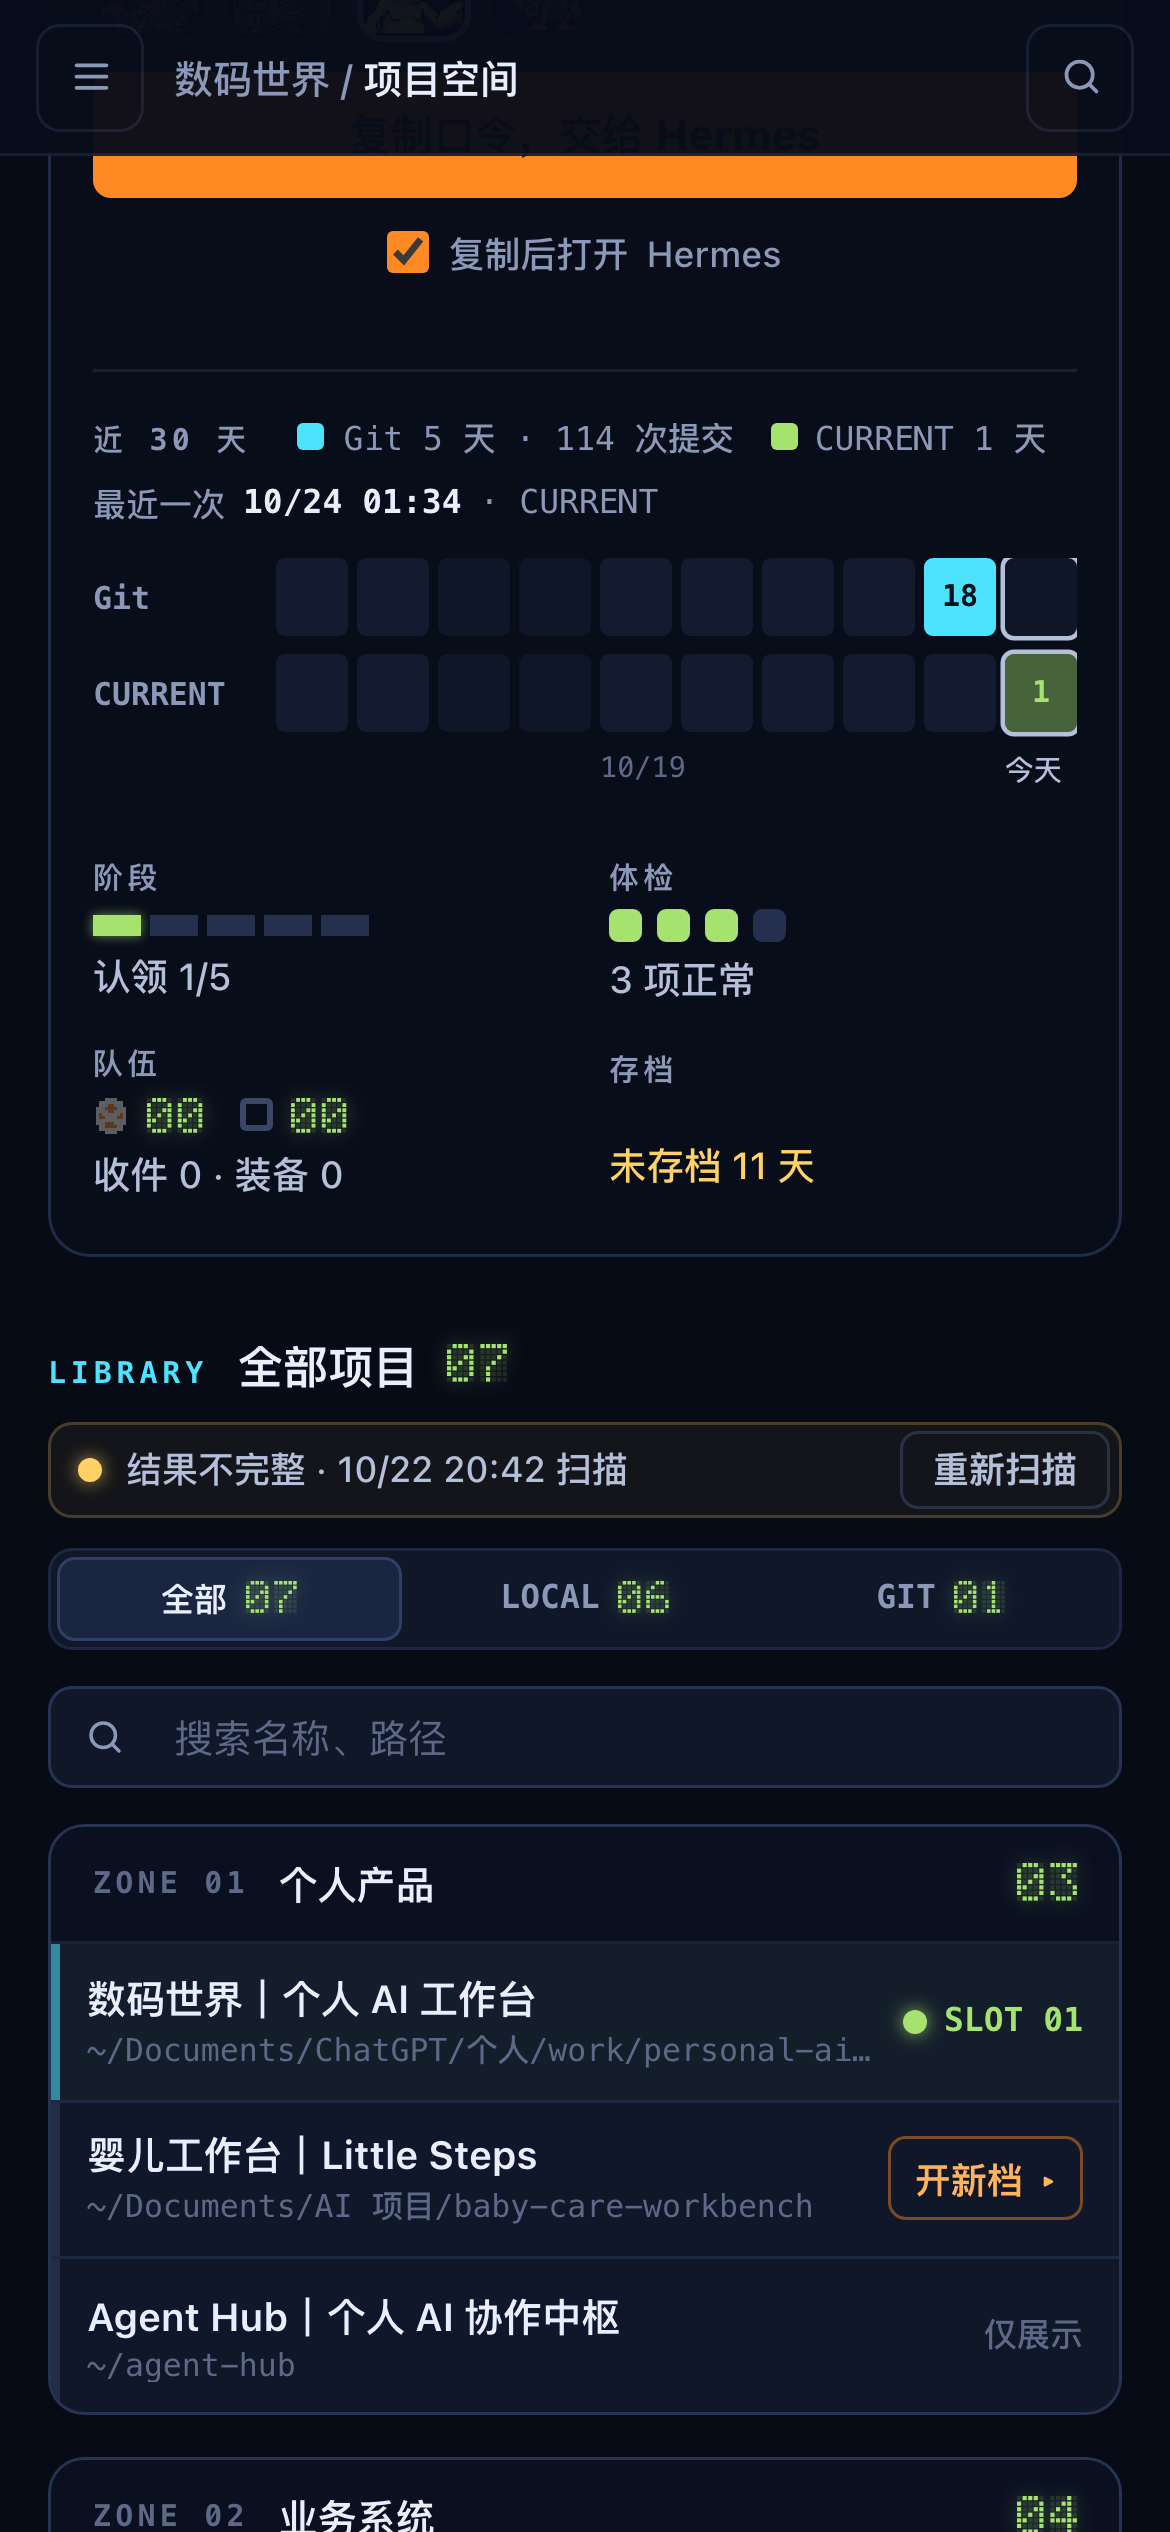 数码世界 / 项目空间
复制口令，交给 Hermes
复制后打开 Hermes
近 30 天 Git 5 天 · 114 次提交 CURRENT 1 天
最近一次 10/24 01:34 · CURRENT
Git 18
CURRENT 1
10/19 今天
阶段 体检
认领 1/5 3 项正常
队伍 存档
00 00
收件 0 · 装备 0 未存档 11 天
LIBRARY 全部项目 07
结果不完整 · 10/22 20:42 扫描 重新扫描
全部 07 LOCAL 06 GIT 01
搜索名称、路径
ZONE 01 个人产品 03
数码世界 | 个人 AI 工作台
~/Documents/ChatGPT/个人/work/personal-ai… SLOT 01
婴儿工作台 | Little Steps
~/Documents/AI 项目/baby-care-workbench 开新档 ▸
Agent Hub | 个人 AI 协作中枢
~/agent-hub 仅展示
ZONE 02 业务系统 04